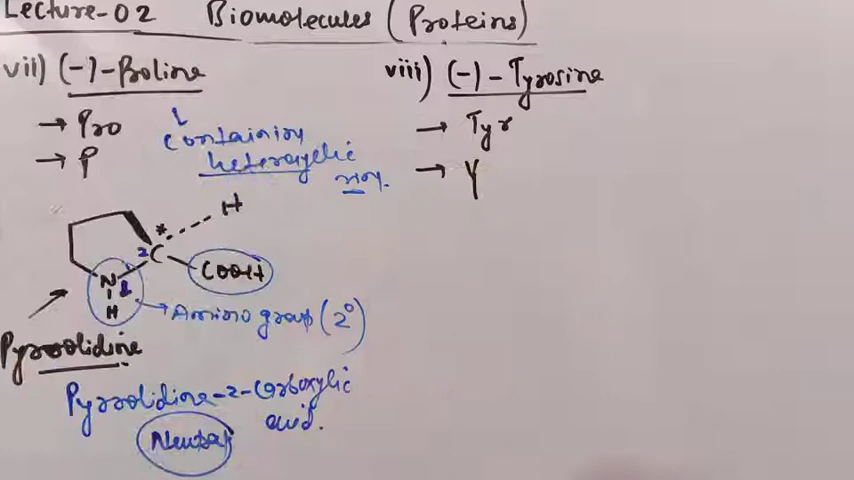 Lecture-02 Biomolecules (Proteins)
vii) (-)-Proline
→ Pro
→ P
containing
heterocyclic
ring.
H
*
2 C
COOH
N 1
H
Amino group (2°)
Pyrrolidine
Pyrrolidine-2-Carboxylic
acid.
Neutral
viii) (-)-Tyrosine
→ Tyr
→ Y